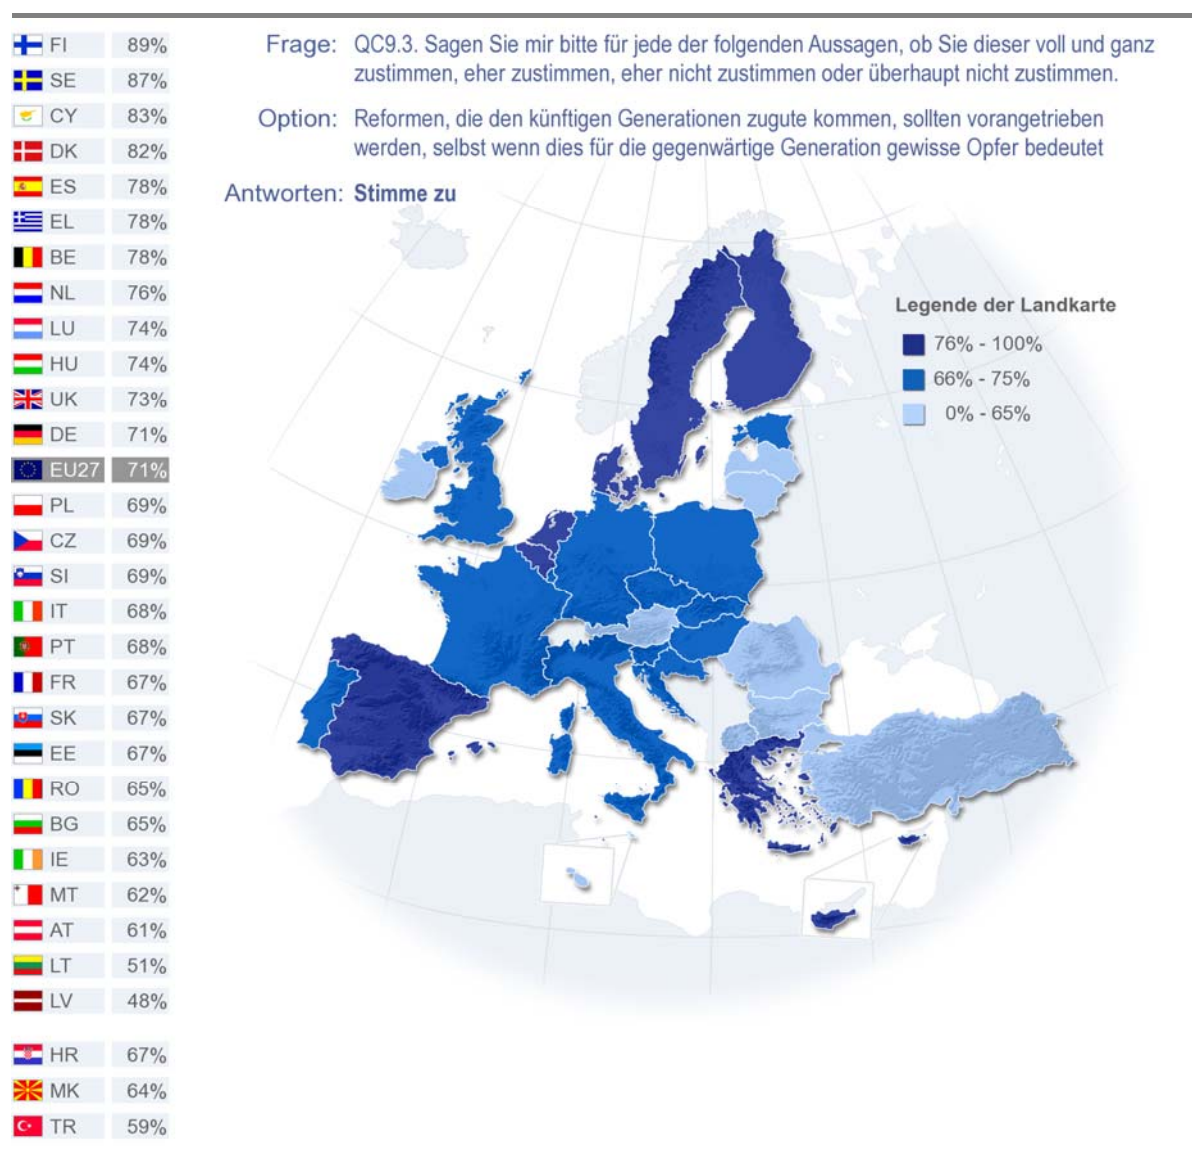 FI 89%
SE 87%
CY 83%
DK 82%
ES 78%
EL 78%
BE 78%
NL 76%
LU 74%
HU 74%
UK 73%
DE 71%
EU27 71%
PL 69%
CZ 69%
SI 69%
IT 68%
PT 68%
FR 67%
SK 67%
EE 67%
RO 65%
BG 65%
IE 63%
MT 62%
AT 61%
LT 51%
LV 48%
HR 67%
MK 64%
TR 59%
Frage: QC9.3. Sagen Sie mir bitte für jede der folgenden Aussagen, ob Sie dieser voll und ganz
zustimmen, eher zustimmen, eher nicht zustimmen oder überhaupt nicht zustimmen.
Option: Reformen, die den künftigen Generationen zugute kommen, sollten vorangetrieben
werden, selbst wenn dies für die gegenwärtige Generation gewisse Opfer bedeutet
Antworten: Stimme zu
Legende der Landkarte
76% - 100%
66% - 75%
0% - 65%